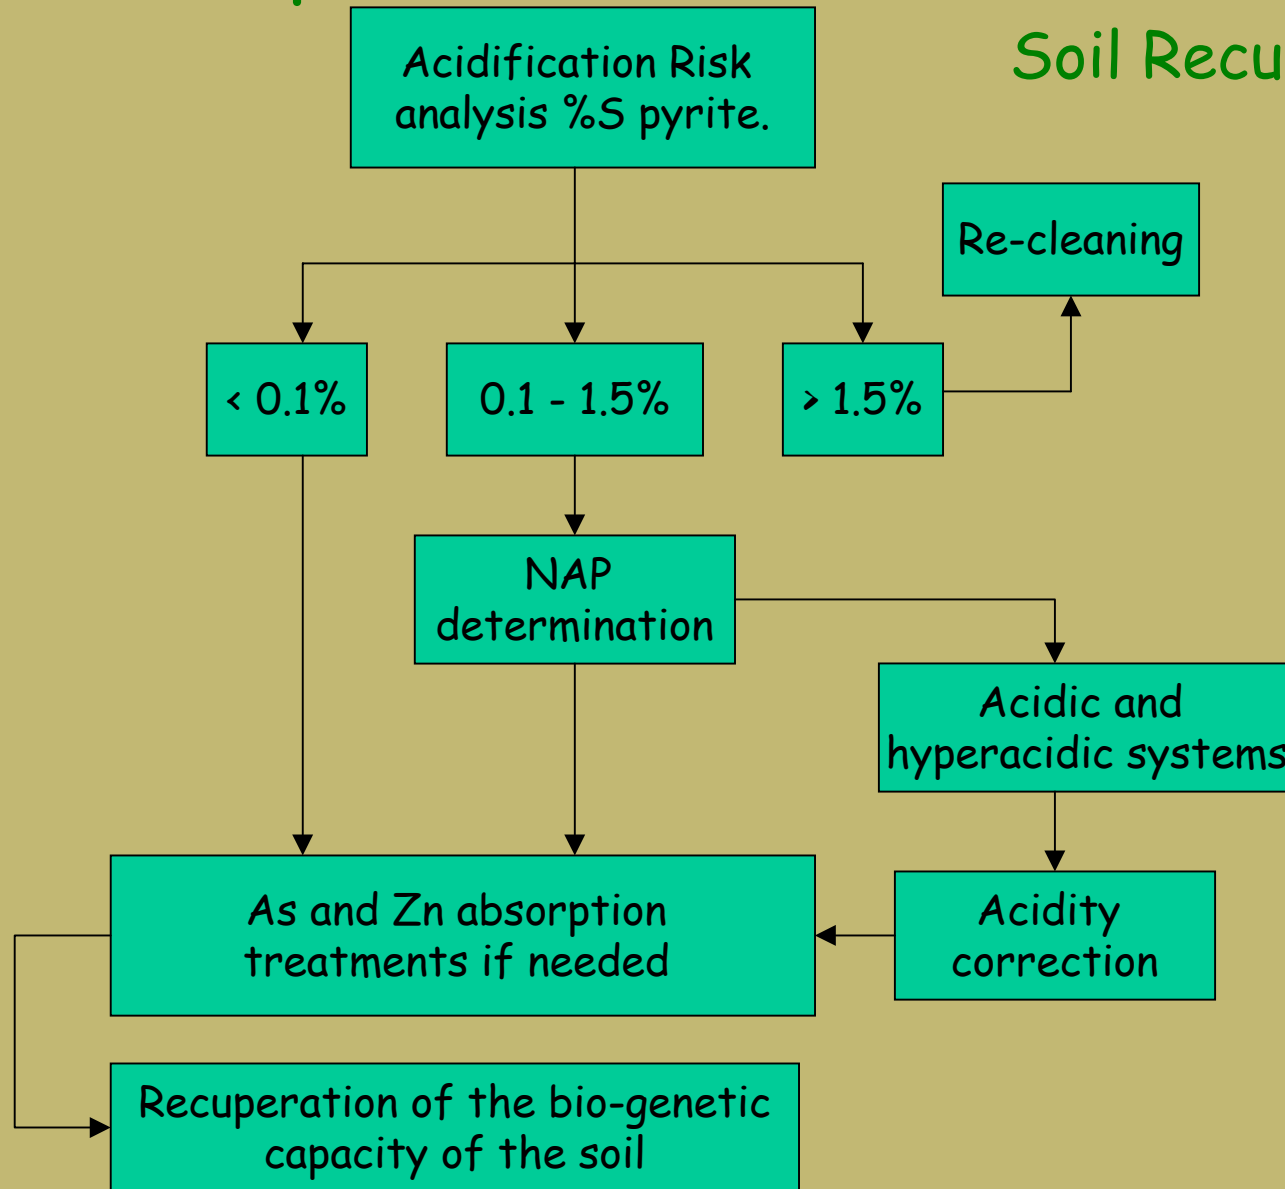 Soil Recu
Acidification Risk
analysis %S pyrite.
Re-cleaning
< 0.1%
0.1 - 1.5%
> 1.5%
NAP
determination
Acidic and
hyperacidic systems
As and Zn absorption
treatments if needed
Acidity
correction
Recuperation of the bio-genetic
capacity of the soil